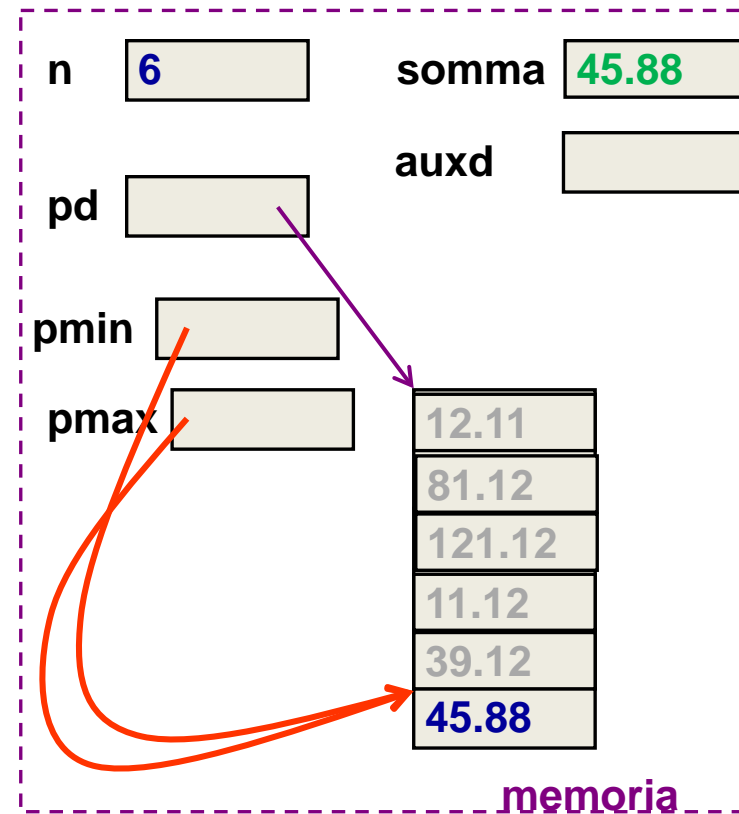 n 6 somma 45.88
auxd
pd
pmin
pmax
12.11
81.12
121.12
11.12
39.12
45.88
memoria